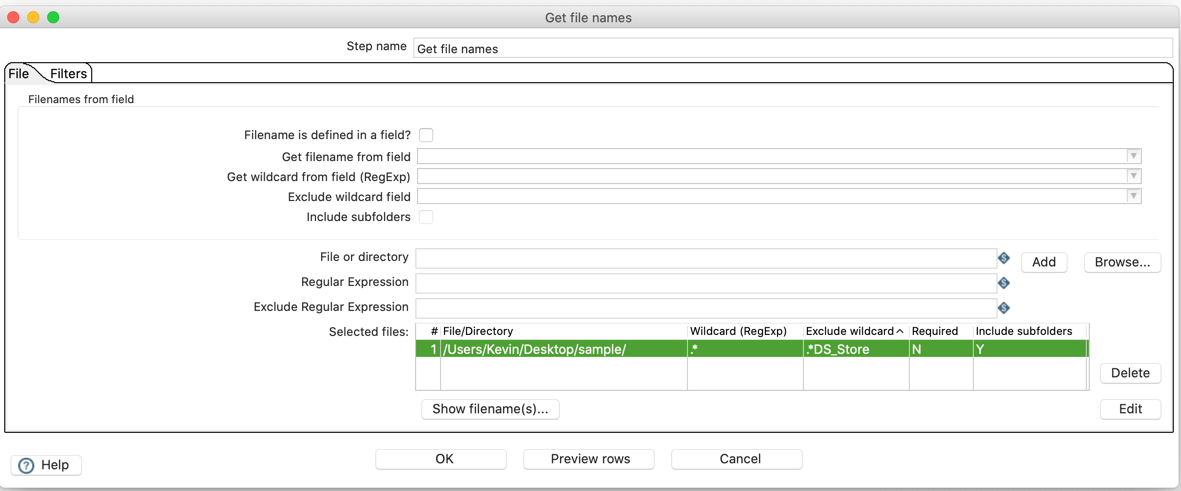 Get file names
Step name Get file names
File Filters
Filenames from field
Filename is defined in a field?
Get filename from field
Get wildcard from field (RegExp)
Exclude wildcard field
Include subfolders
File or directory Add Browse...
Regular Expression
Exclude Regular Expression
Selected files: # File/Directory Wildcard (RegExp) Exclude wildcard Required Include subfolders
1 /Users/Kevin/Desktop/sample/ .* .*DS_Store N Y
Delete
Show filename(s)... Edit
? Help OK Preview rows Cancel